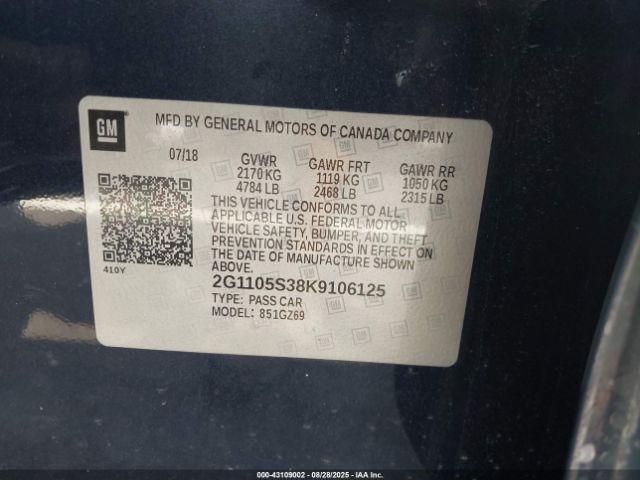 GM
MFD BY GENERAL MOTORS OF CANADA COMPANY
07/18 GVWR GAWR FRT GAWR RR
2170 KG 1119 KG 1050 KG
4784 LB 2468 LB 2315 LB
THIS VEHICLE CONFORMS TO ALL
APPLICABLE U.S. FEDERAL MOTOR
VEHICLE SAFETY, BUMPER, AND THEFT
PREVENTION STANDARDS IN EFFECT ON
THE DATE OF MANUFACTURE SHOWN
ABOVE.
410Y
2G1105S38K9106125
TYPE: PASS CAR
MODEL: 851GZ69
000-43109002 - 08/28/2025 - IAA Inc.